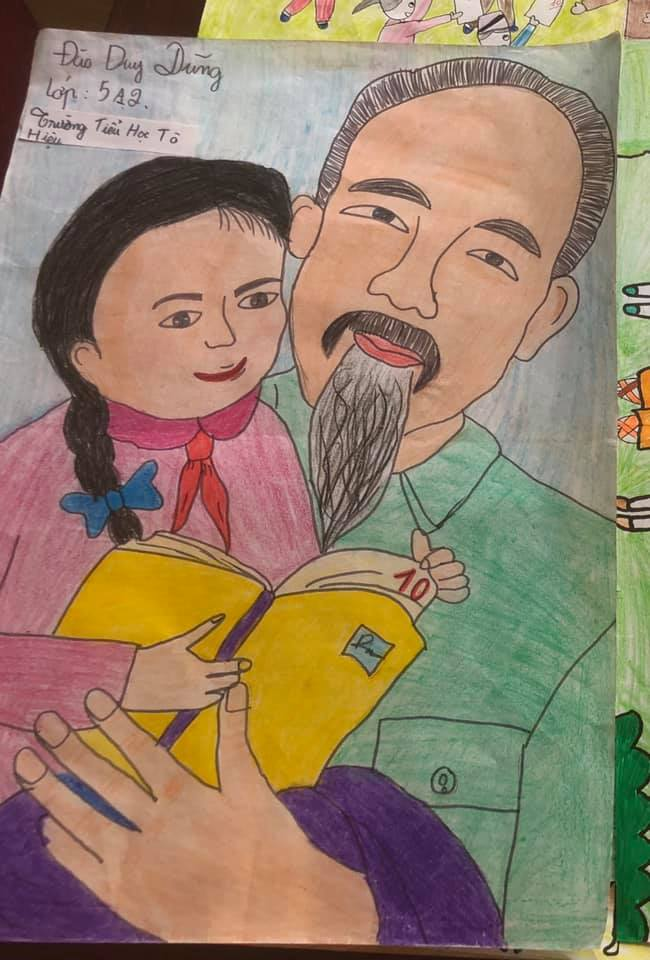 Đào Duy Dũng
Lớp: 5A2.
Trường Tiểu Học Tô
Hiệu
10